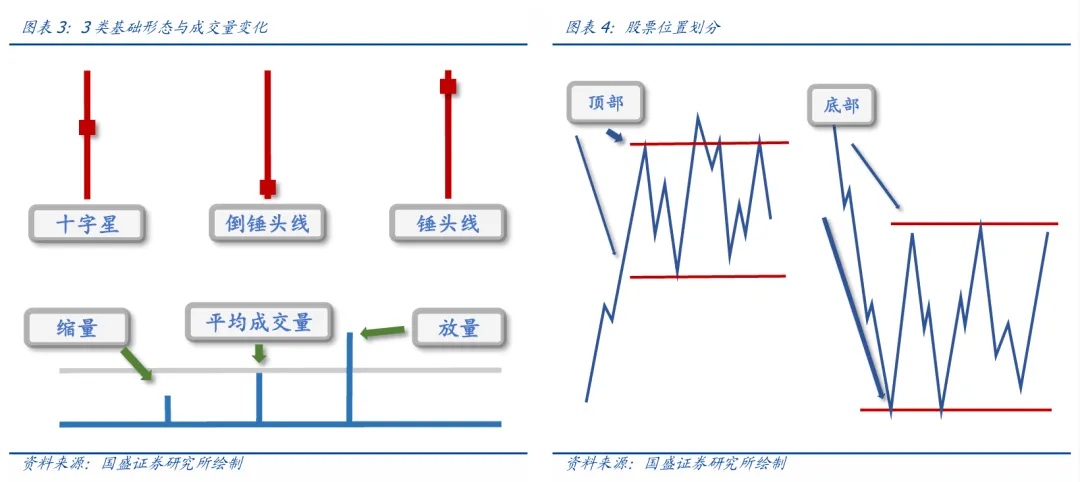 图表 3：3 类基础形态与成交量变化
十字星
倒锤头线
锤头线
缩量
平均成交量
放量
资料来源：国盛证券研究所绘制
图表 4：股票位置划分
顶部
底部
资料来源：国盛证券研究所绘制